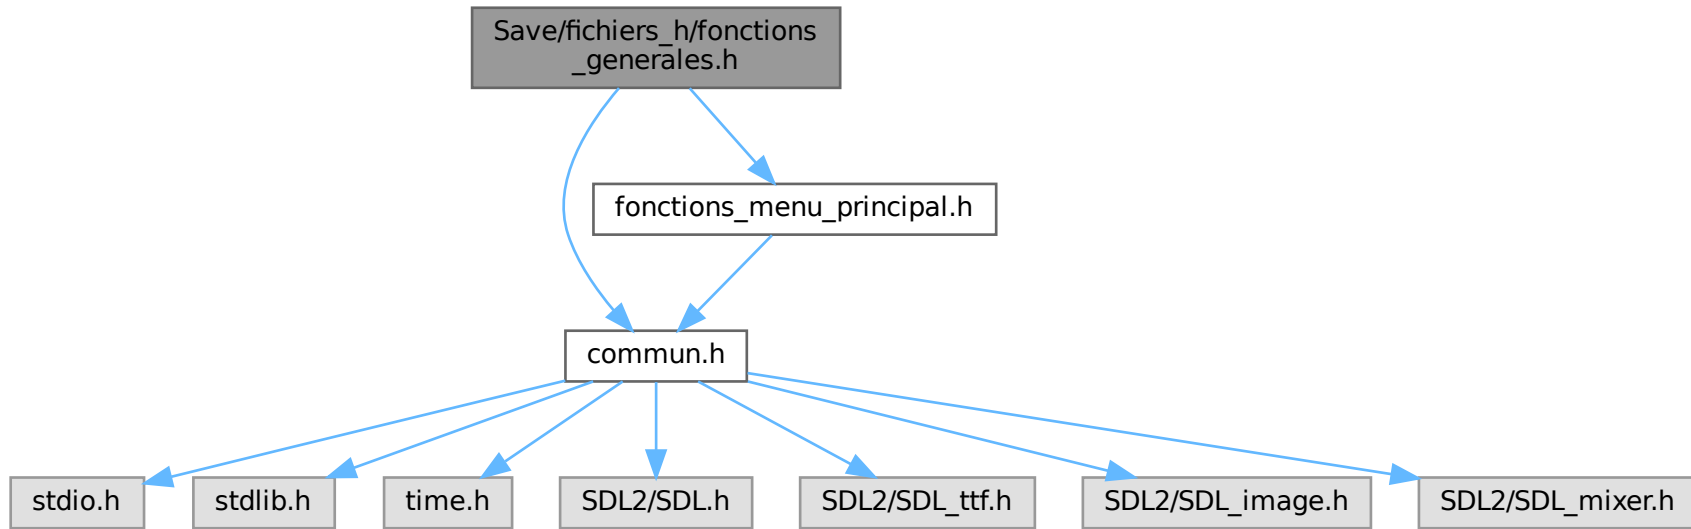 Save/fichiers_h/fonctions
_generales.h
fonctions_menu_principal.h
commun.h
stdio.h
stdlib.h
time.h
SDL2/SDL.h
SDL2/SDL_ttf.h
SDL2/SDL_image.h
SDL2/SDL_mixer.h